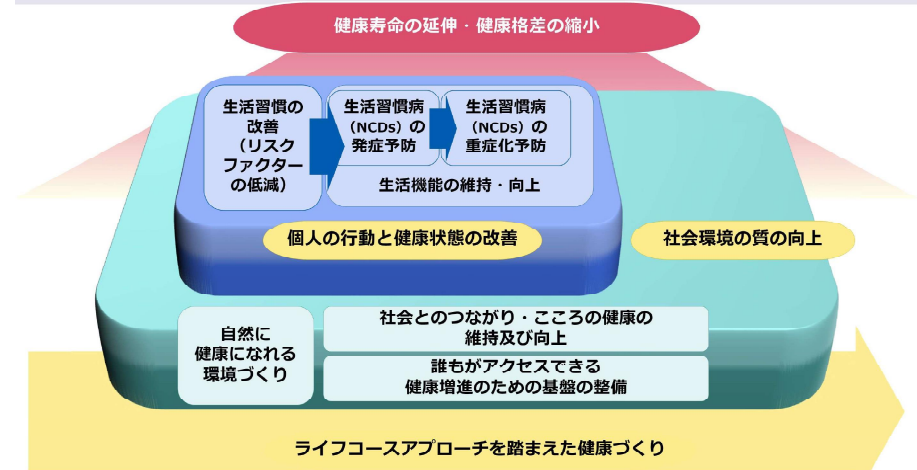 健康寿命の延伸・健康格差の縮小
生活習慣の
改善
（リスク
ファクター
の低減）
生活習慣病
（NCDs）の
発症予防
生活習慣病
（NCDs）の
重症化予防
生活機能の維持・向上
個人の行動と健康状態の改善
社会環境の質の向上
自然に
健康になれる
環境づくり
社会とのつながり・こころの健康の
維持及び向上
誰もがアクセスできる
健康増進のための基盤の整備
ライフコースアプローチを踏まえた健康づくり